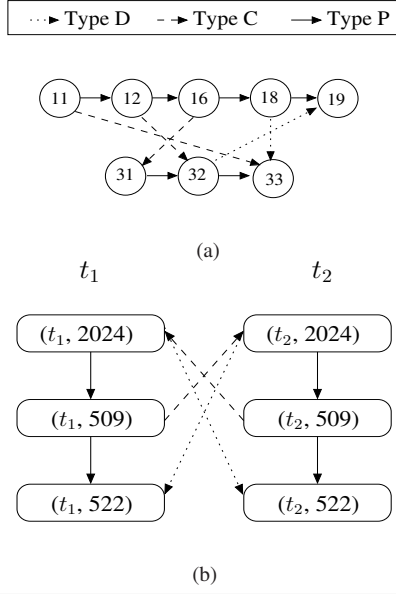 Type D Type C Type P
11 12 16 18 19
31 32 33
(a)
t₁ t₂
(t₁, 2024) (t₂, 2024)
(t₁, 509) (t₂, 509)
(t₁, 522) (t₂, 522)
(b)